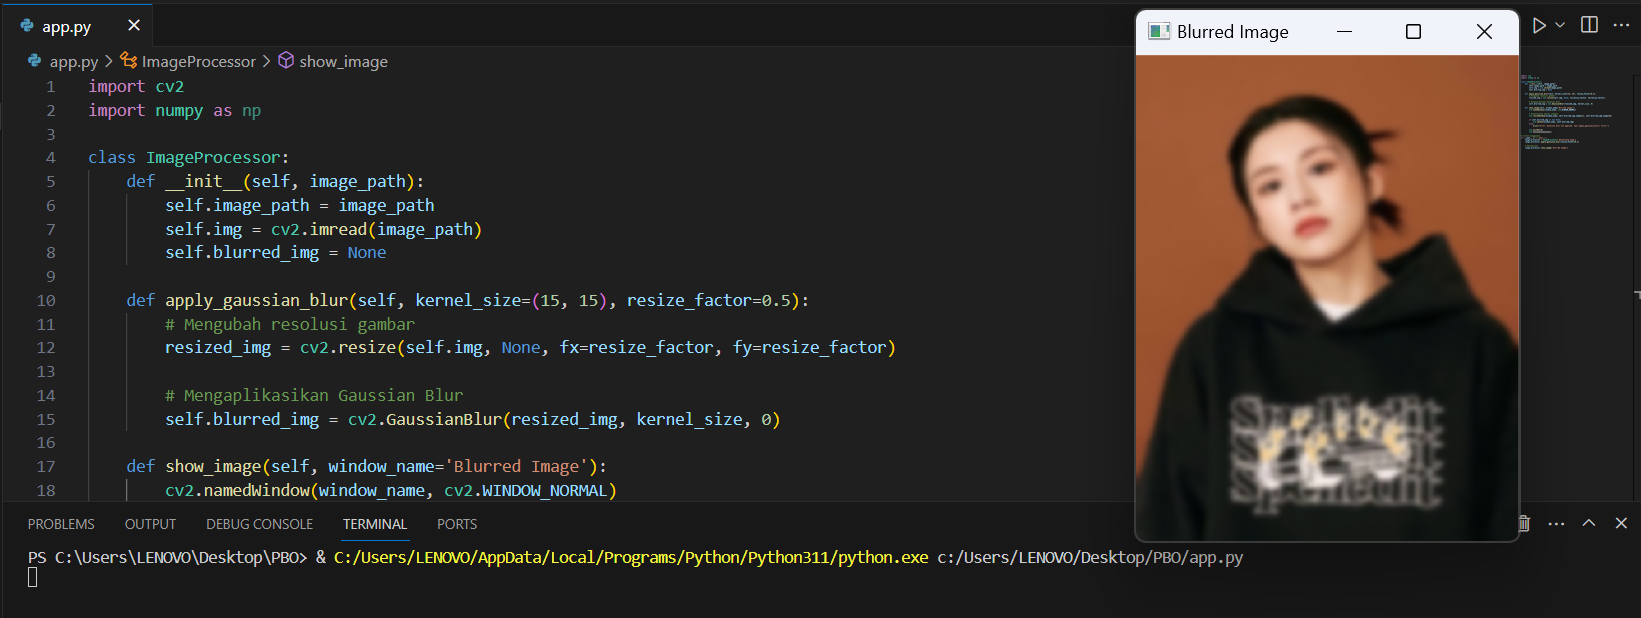 app.py
Blurred Image
app.py > ImageProcessor > show_image
1 import cv2
2 import numpy as np
3
4 class ImageProcessor:
5 def __init__(self, image_path):
6 self.image_path = image_path
7 self.img = cv2.imread(image_path)
8 self.blurred_img = None
9
10 def apply_gaussian_blur(self, kernel_size=(15, 15), resize_factor=0.5):
11 # Mengubah resolusi gambar
12 resized_img = cv2.resize(self.img, None, fx=resize_factor, fy=resize_factor)
13
14 # Mengaplikasikan Gaussian Blur
15 self.blurred_img = cv2.GaussianBlur(resized_img, kernel_size, 0)
16
17 def show_image(self, window_name='Blurred Image'):
18 cv2.namedWindow(window_name, cv2.WINDOW_NORMAL)
PROBLEMS OUTPUT DEBUG CONSOLE TERMINAL PORTS
PS C:\Users\LENOVO\Desktop\PBO> & C:/Users/LENOVO/AppData/Local/Programs/Python/Python311/python.exe c:/Users/LENOVO/Desktop/PBO/app.py